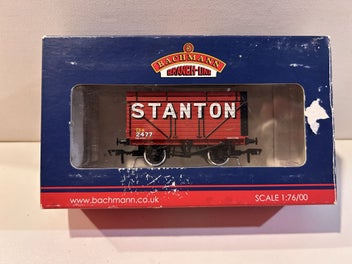 BACHMANN
BRANCH-LINE
STANTON
2477
www.bachmann.co.uk
SCALE 1:76/00